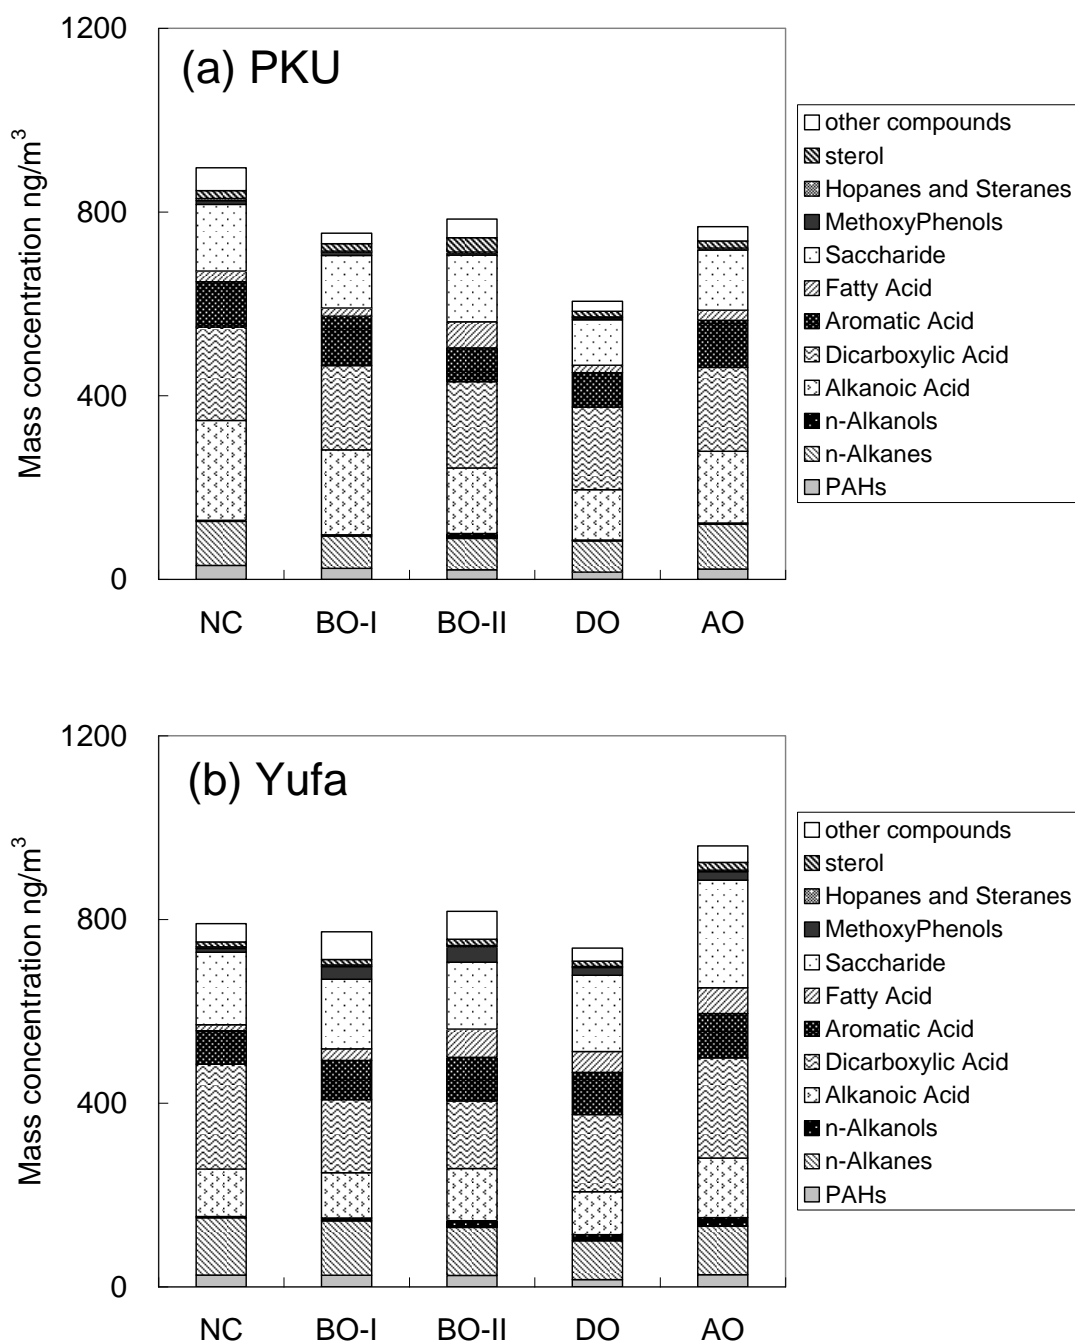 1200
(a) PKU
800
400
0
Mass concentration ng/m³
NC BO-I BO-II DO AO
other compounds
sterol
Hopanes and Steranes
MethoxyPhenols
Saccharide
Fatty Acid
Aromatic Acid
Dicarboxylic Acid
Alkanoic Acid
n-Alkanols
n-Alkanes
PAHs
1200
(b) Yufa
800
400
0
Mass concentration ng/m³
NC BO-I BO-II DO AO
other compounds
sterol
Hopanes and Steranes
MethoxyPhenols
Saccharide
Fatty Acid
Aromatic Acid
Dicarboxylic Acid
Alkanoic Acid
n-Alkanols
n-Alkanes
PAHs